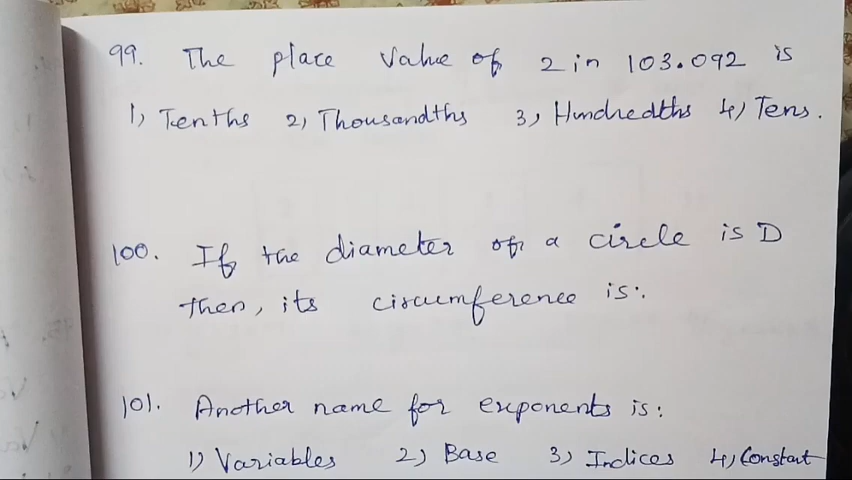 99. The place value of 2 in 103.092 is
1) Tenths 2) Thousandths 3) Hundredths 4) Tens.
100. If the diameter of a circle is D
then, its circumference is:
101. Another name for exponents is:
1) Variables 2) Base 3) Indices 4) Constant